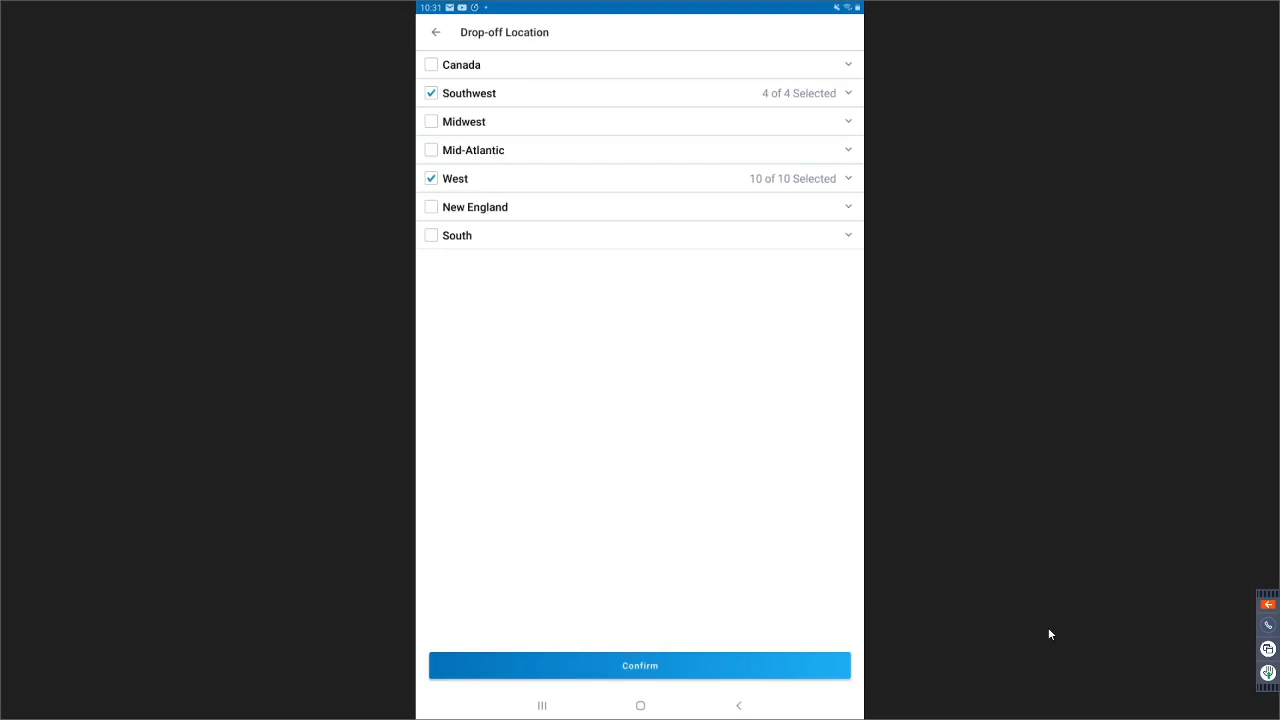 10:31
Drop-off Location
Canada
Southwest 4 of 4 Selected
Midwest
Mid-Atlantic
West 10 of 10 Selected
New England
South
Confirm